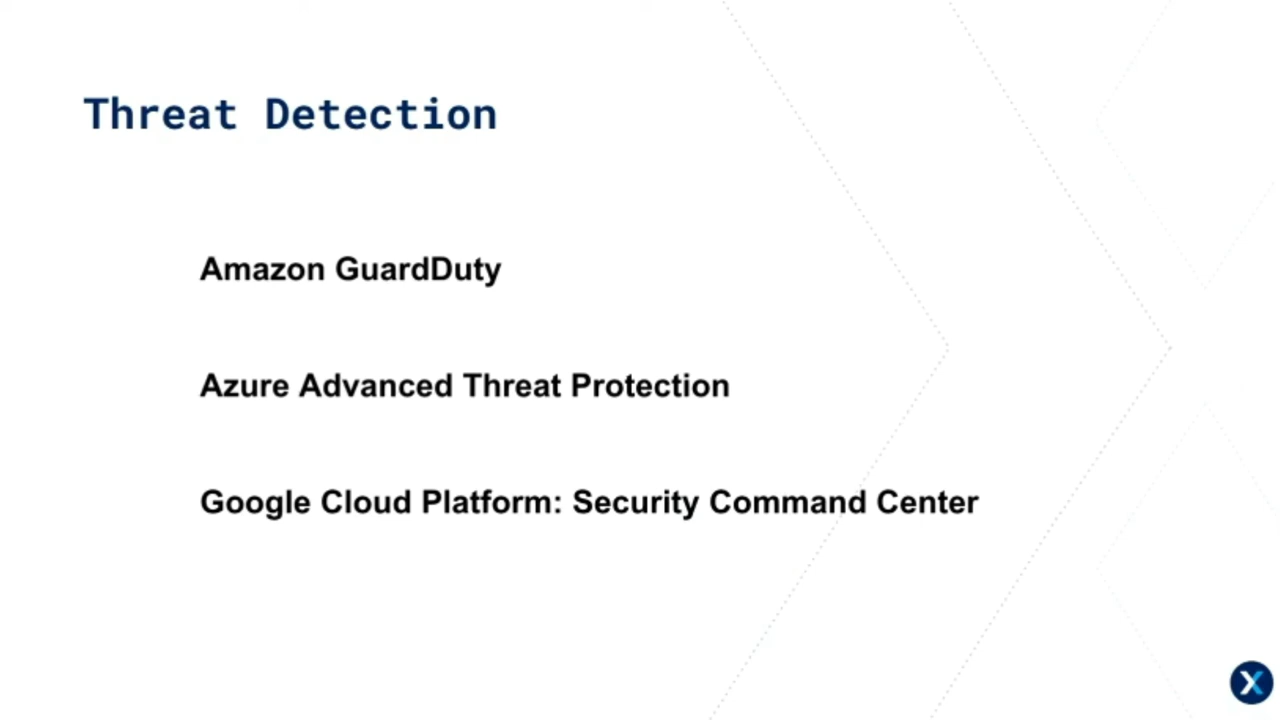 Threat Detection
Amazon GuardDuty
Azure Advanced Threat Protection
Google Cloud Platform: Security Command Center
X